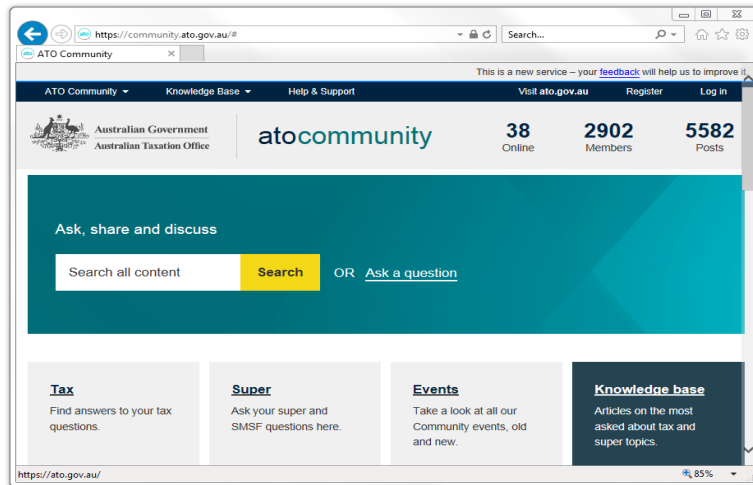 https://community.ato.gov.au/#
Search...
ato ATO Community
This is a new service – your feedback will help us to improve it
ATO Community Knowledge Base Help & Support Visit ato.gov.au Register Log in
Australian Government
Australian Taxation Office
atocommunity
38 2902 5582
Online Members Posts
Ask, share and discuss
Search all content Search OR Ask a question
Tax Super Events Knowledge base
Find answers to your tax Ask your super and Take a look at all our Articles on the most
questions. SMSF questions here. Community events, old asked about tax and
and new. super topics.
https://ato.gov.au/ 85%